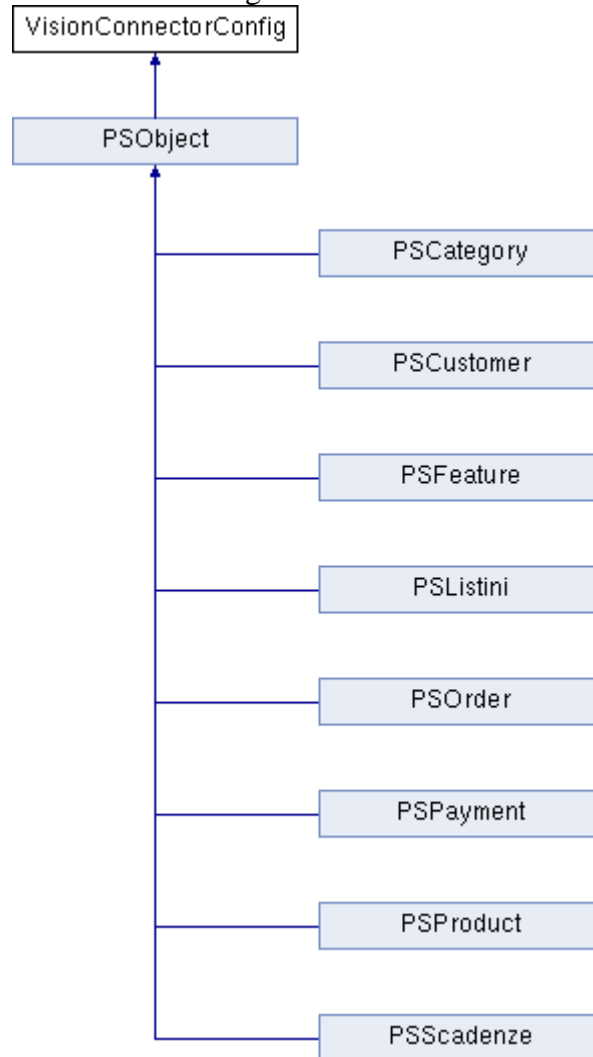 VisionConnectorConfig
PSObject
PSCategory
PSCustomer
PSFeature
PSListini
PSOrder
PSPayment
PSProduct
PSScadenze